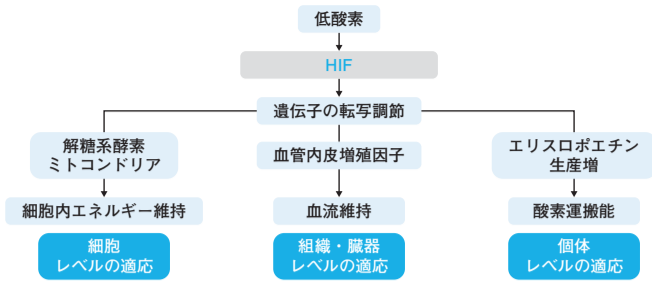 低酸素
HIF
遺伝子の転写調節
解糖系酵素
ミトコンドリア
血管内皮増殖因子
エリスロポエチン
生産増
細胞内エネルギー維持
血流維持
酸素運搬能
細胞
レベルの適応
組織・臓器
レベルの適応
個体
レベルの適応